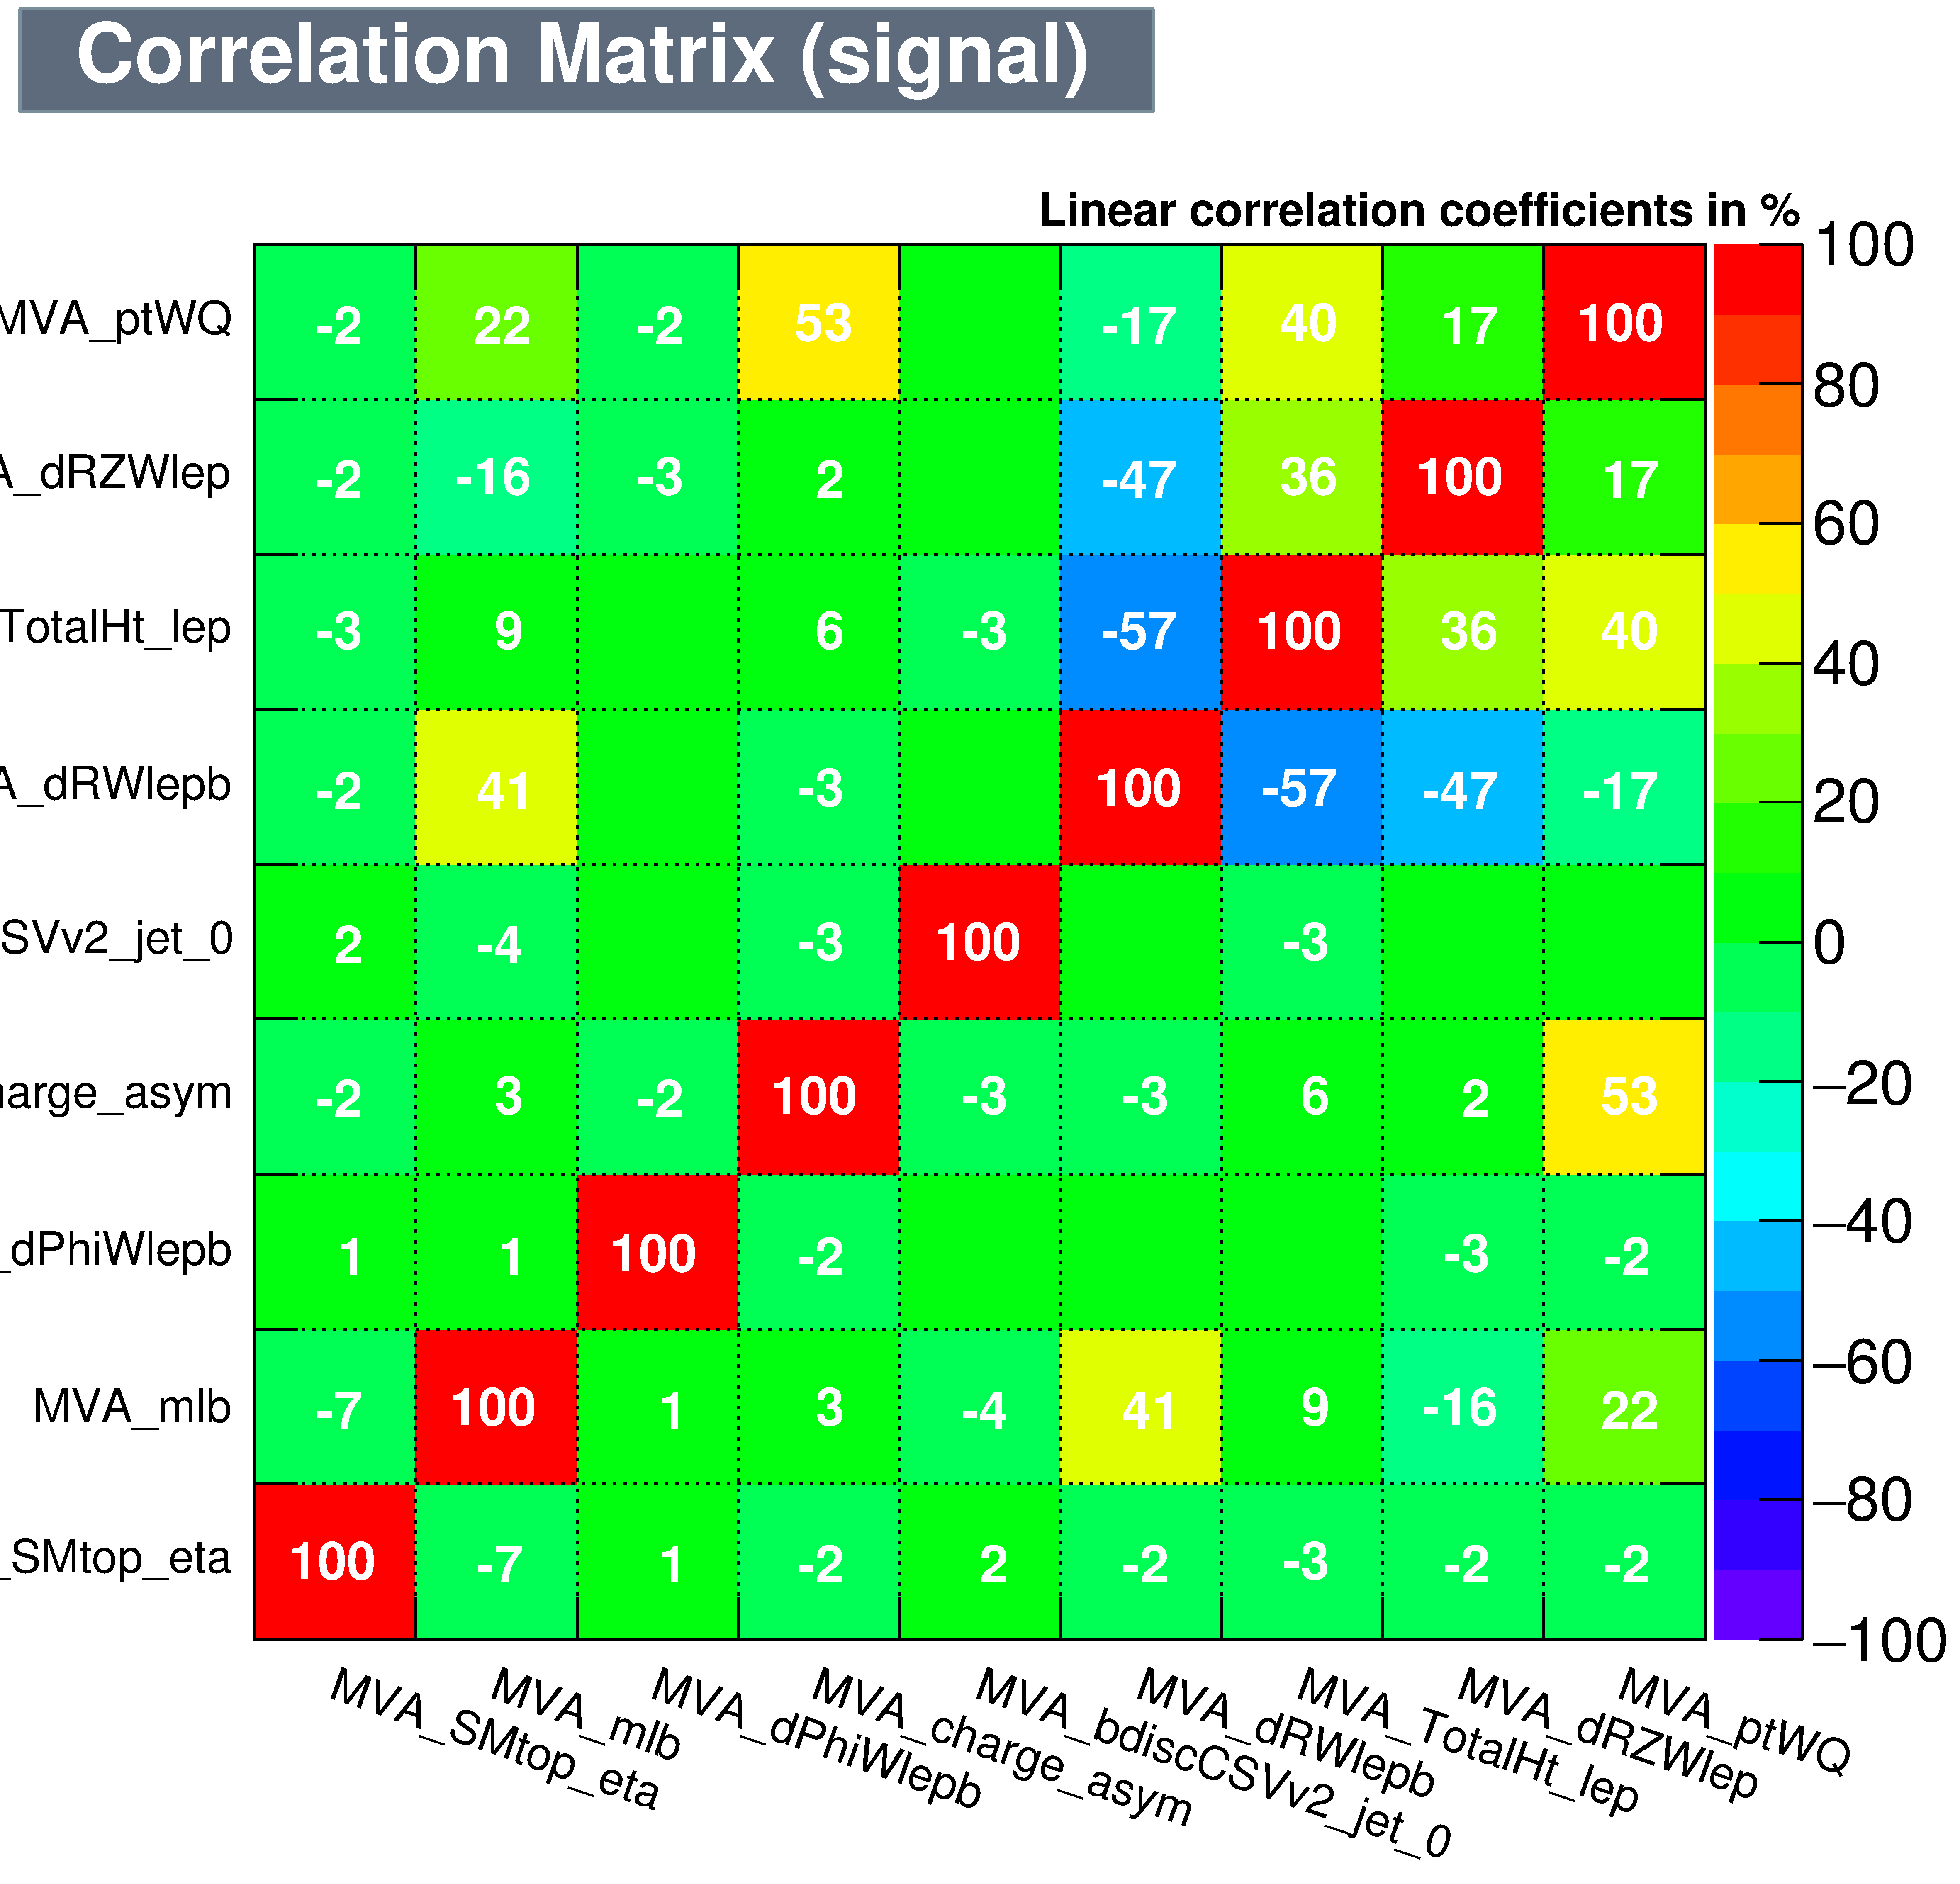 Correlation Matrix (signal)
Linear correlation coefficients in %
MVA_ptWQ -2 22 -2 53 -17 40 17 100
A_dRZWlep -2 -16 -3 2 -47 36 100 17
TotalHt_lep -3 9 6 -3 -57 100 36 40
A_dRWlepb -2 41 -3 100 -57 -47 -17
SVv2_jet_0 2 -4 -3 100 -3
harge_asym -2 3 -2 100 -3 -3 6 2 53
_dPhiWlepb 1 1 100 -2 -3 -2
MVA_mlb -7 100 1 3 -4 41 9 -16 22
_SMtop_eta 100 -7 1 -2 2 -2 -3 -2 -2
MVA_SMtop_eta
MVA_mlb
MVA_dPhiWlepb
MVA_charge_asym
MVA_bdiscCSVv2_jet_0
MVA_dRWlepb
MVA_TotalHt_lep
MVA_dRZWlep
MVA_ptWQ
100
80
60
40
20
0
−20
−40
−60
−80
−100